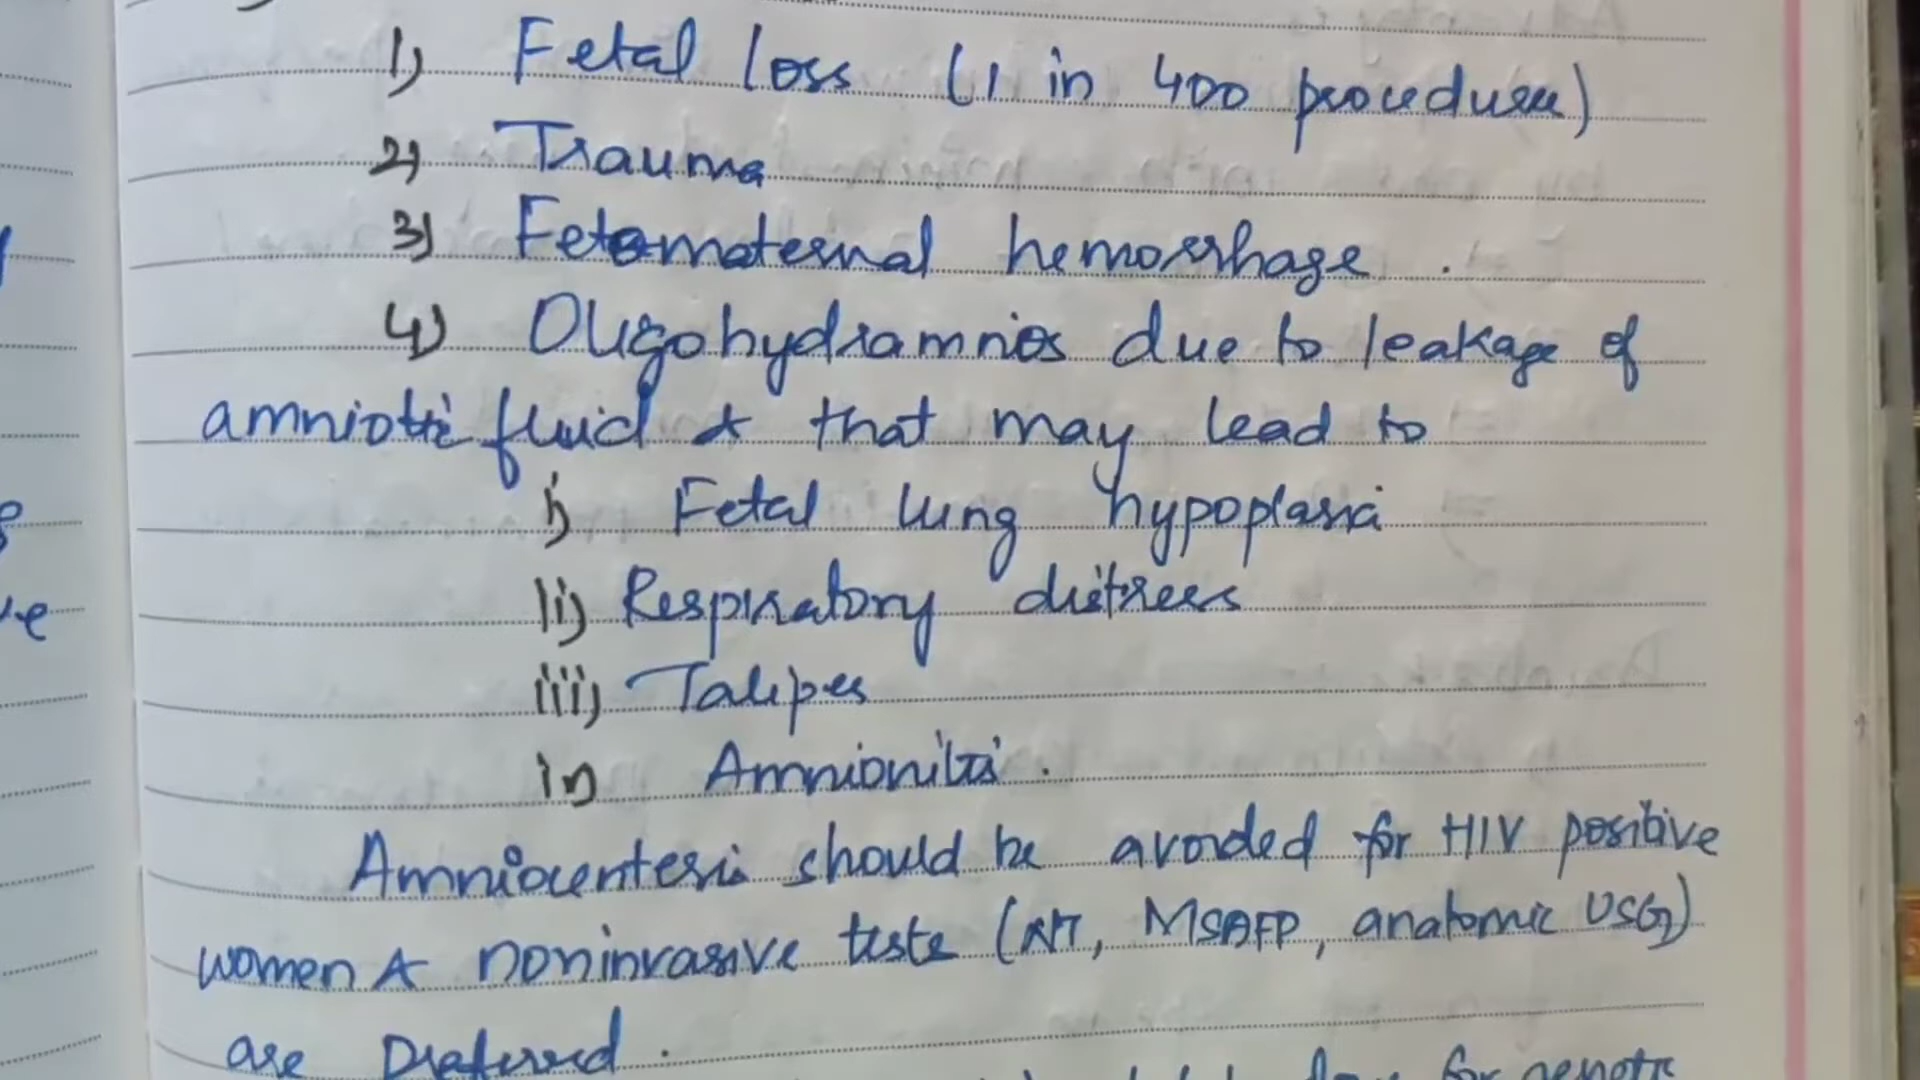 1) Fetal loss (1 in 400 procedures)
2) Trauma
3) Fetomaternal hemorrhage.
4) Oligohydramnios due to leakage of
amniotic fluid & that may lead to
i) Fetal lung hypoplasia
ii) Respiratory distress
iii) Talipes
iv) Amnionitis.
Amniocentesis should be avoided for HIV positive
women & noninvasive tests (NT, MSAFP, anatomic USG)
are Preferred.
for